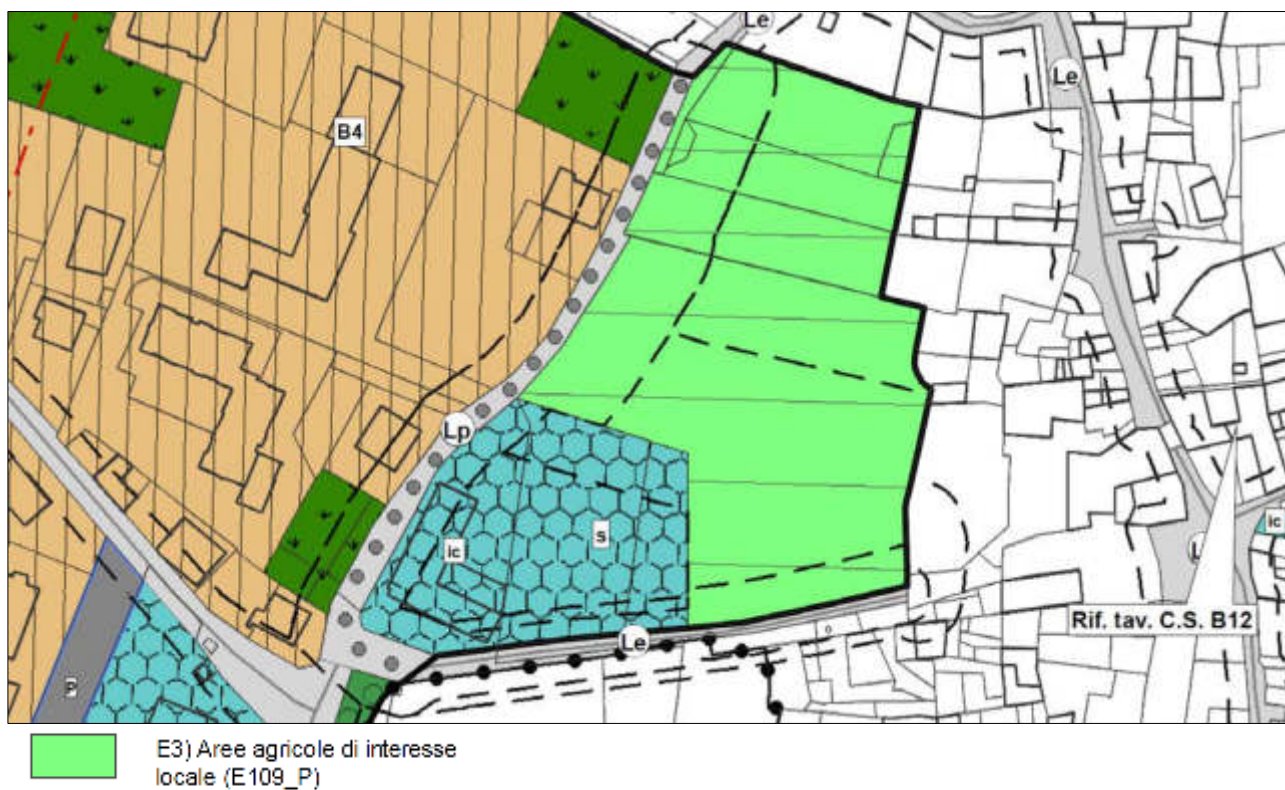 Le
Le
B4
Lp
ic
s
ic
Le
Rif. tav. C.S. B12
P
E3) Aree agricole di interesse
locale (E109_P)